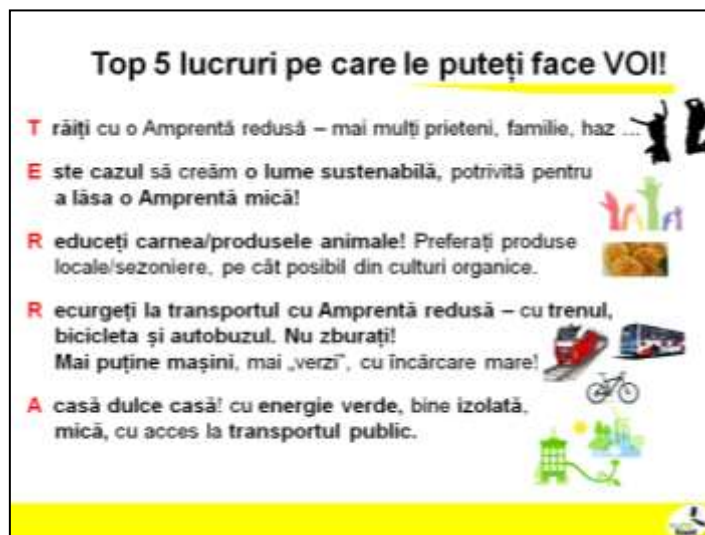 Top 5 lucruri pe care le puteți face VOI!
T răiți cu o Amprentă redusă – mai mulți prieteni, familie, haz ...
E ste cazul să creăm o lume sustenabilă, potrivită pentru
a lăsa o Amprentă mică!
R educeți carnea/produsele animale! Preferați produse
locale/sezoniere, pe cât posibil din culturi organice.
R ecurgeți la transportul cu Amprentă redusă – cu trenul,
bicicleta și autobuzul. Nu zburați!
Mai puține mașini, mai „verzi”, cu încărcare mare!
A casă dulce casă! cu energie verde, bine izolată,
mică, cu acces la transportul public.